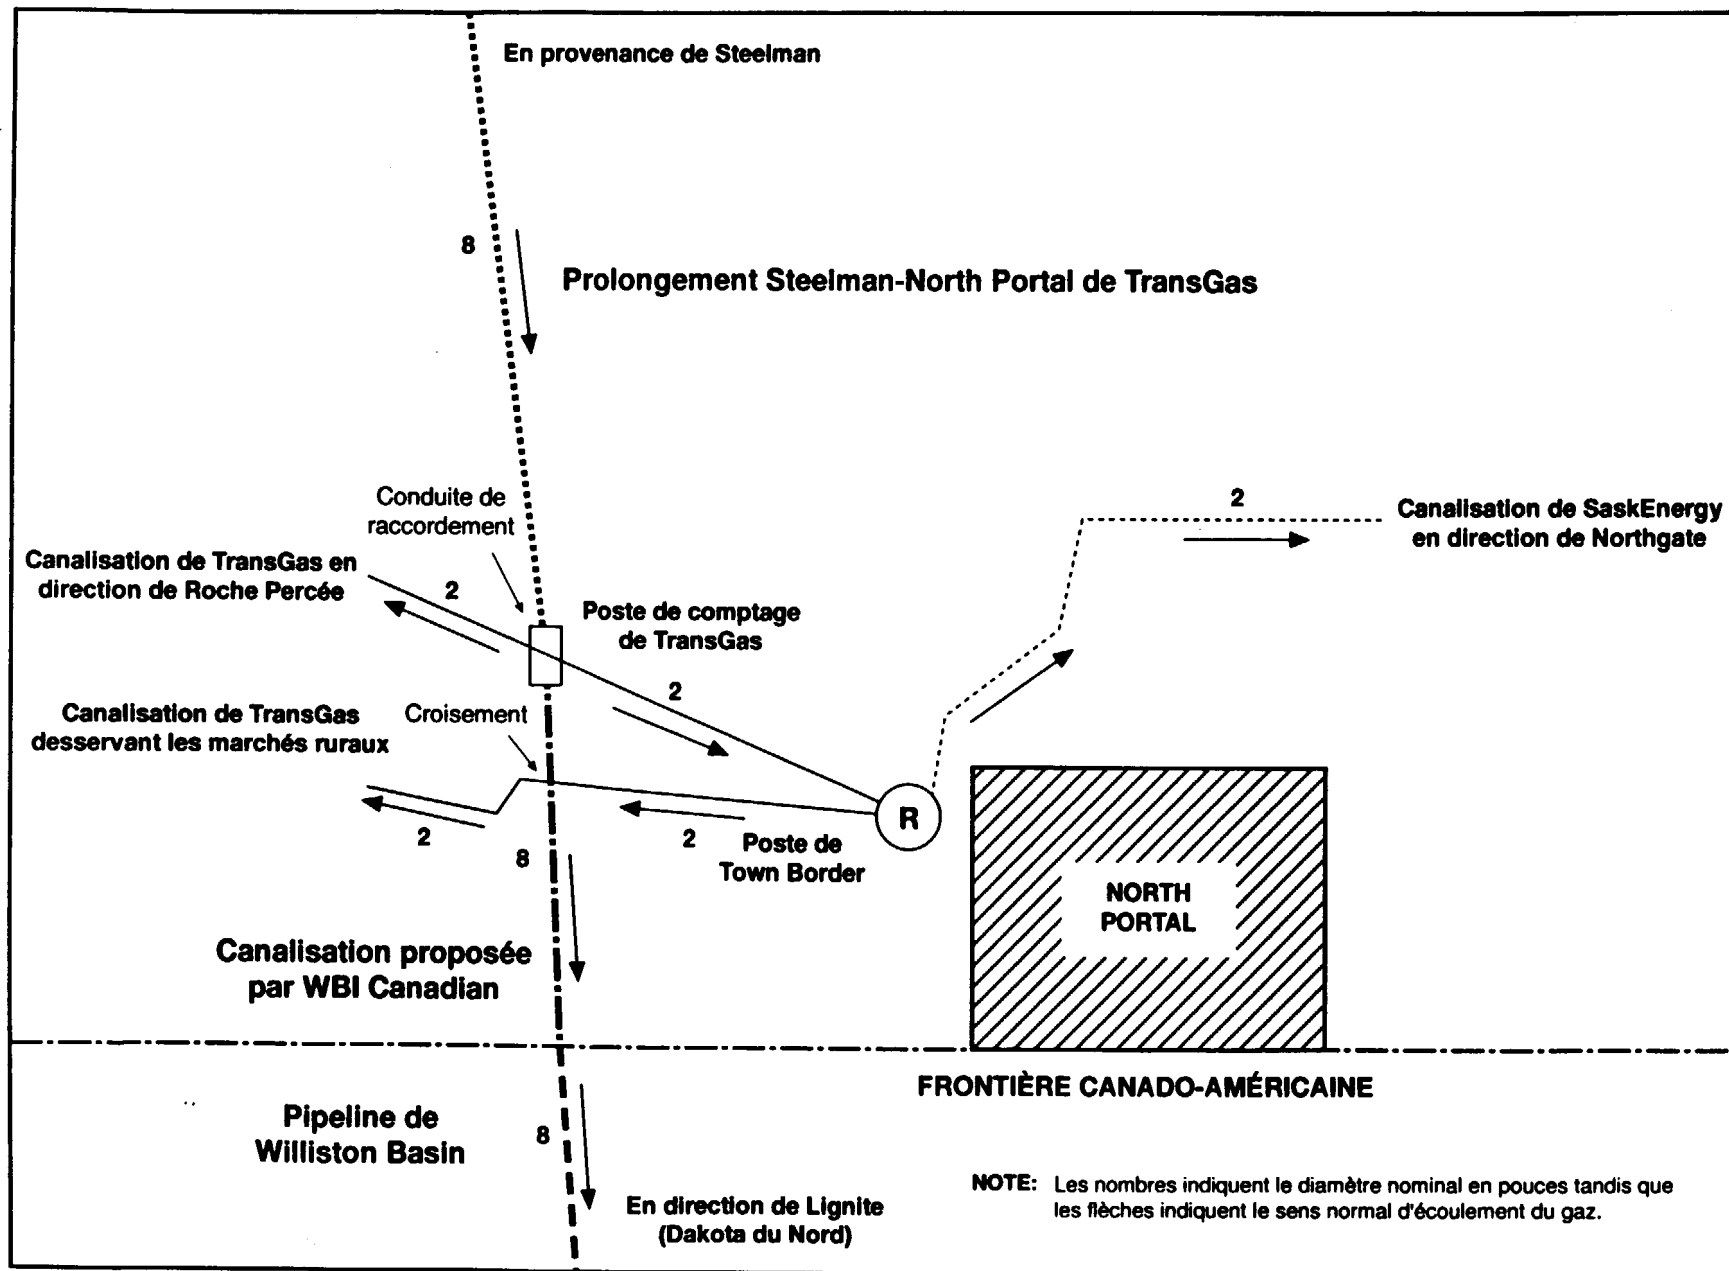 En provenance de Steelman
8
Prolongement Steelman-North Portal de TransGas
Conduite de
raccordement
2
Canalisation de SaskEnergy
en direction de Northgate
Canalisation de TransGas en
direction de Roche Percée
2
Poste de comptage
de TransGas
2
Canalisation de TransGas
desservant les marchés ruraux
Croisement
R
2
8
2
Poste de
Town Border
NORTH
PORTAL
Canalisation proposée
par WBI Canadian
FRONTIÈRE CANADO-AMÉRICAINE
Pipeline de
Williston Basin
8
En direction de Lignite
(Dakota du Nord)
NOTE: Les nombres indiquent le diamètre nominal en pouces tandis que
les flèches indiquent le sens normal d'écoulement du gaz.